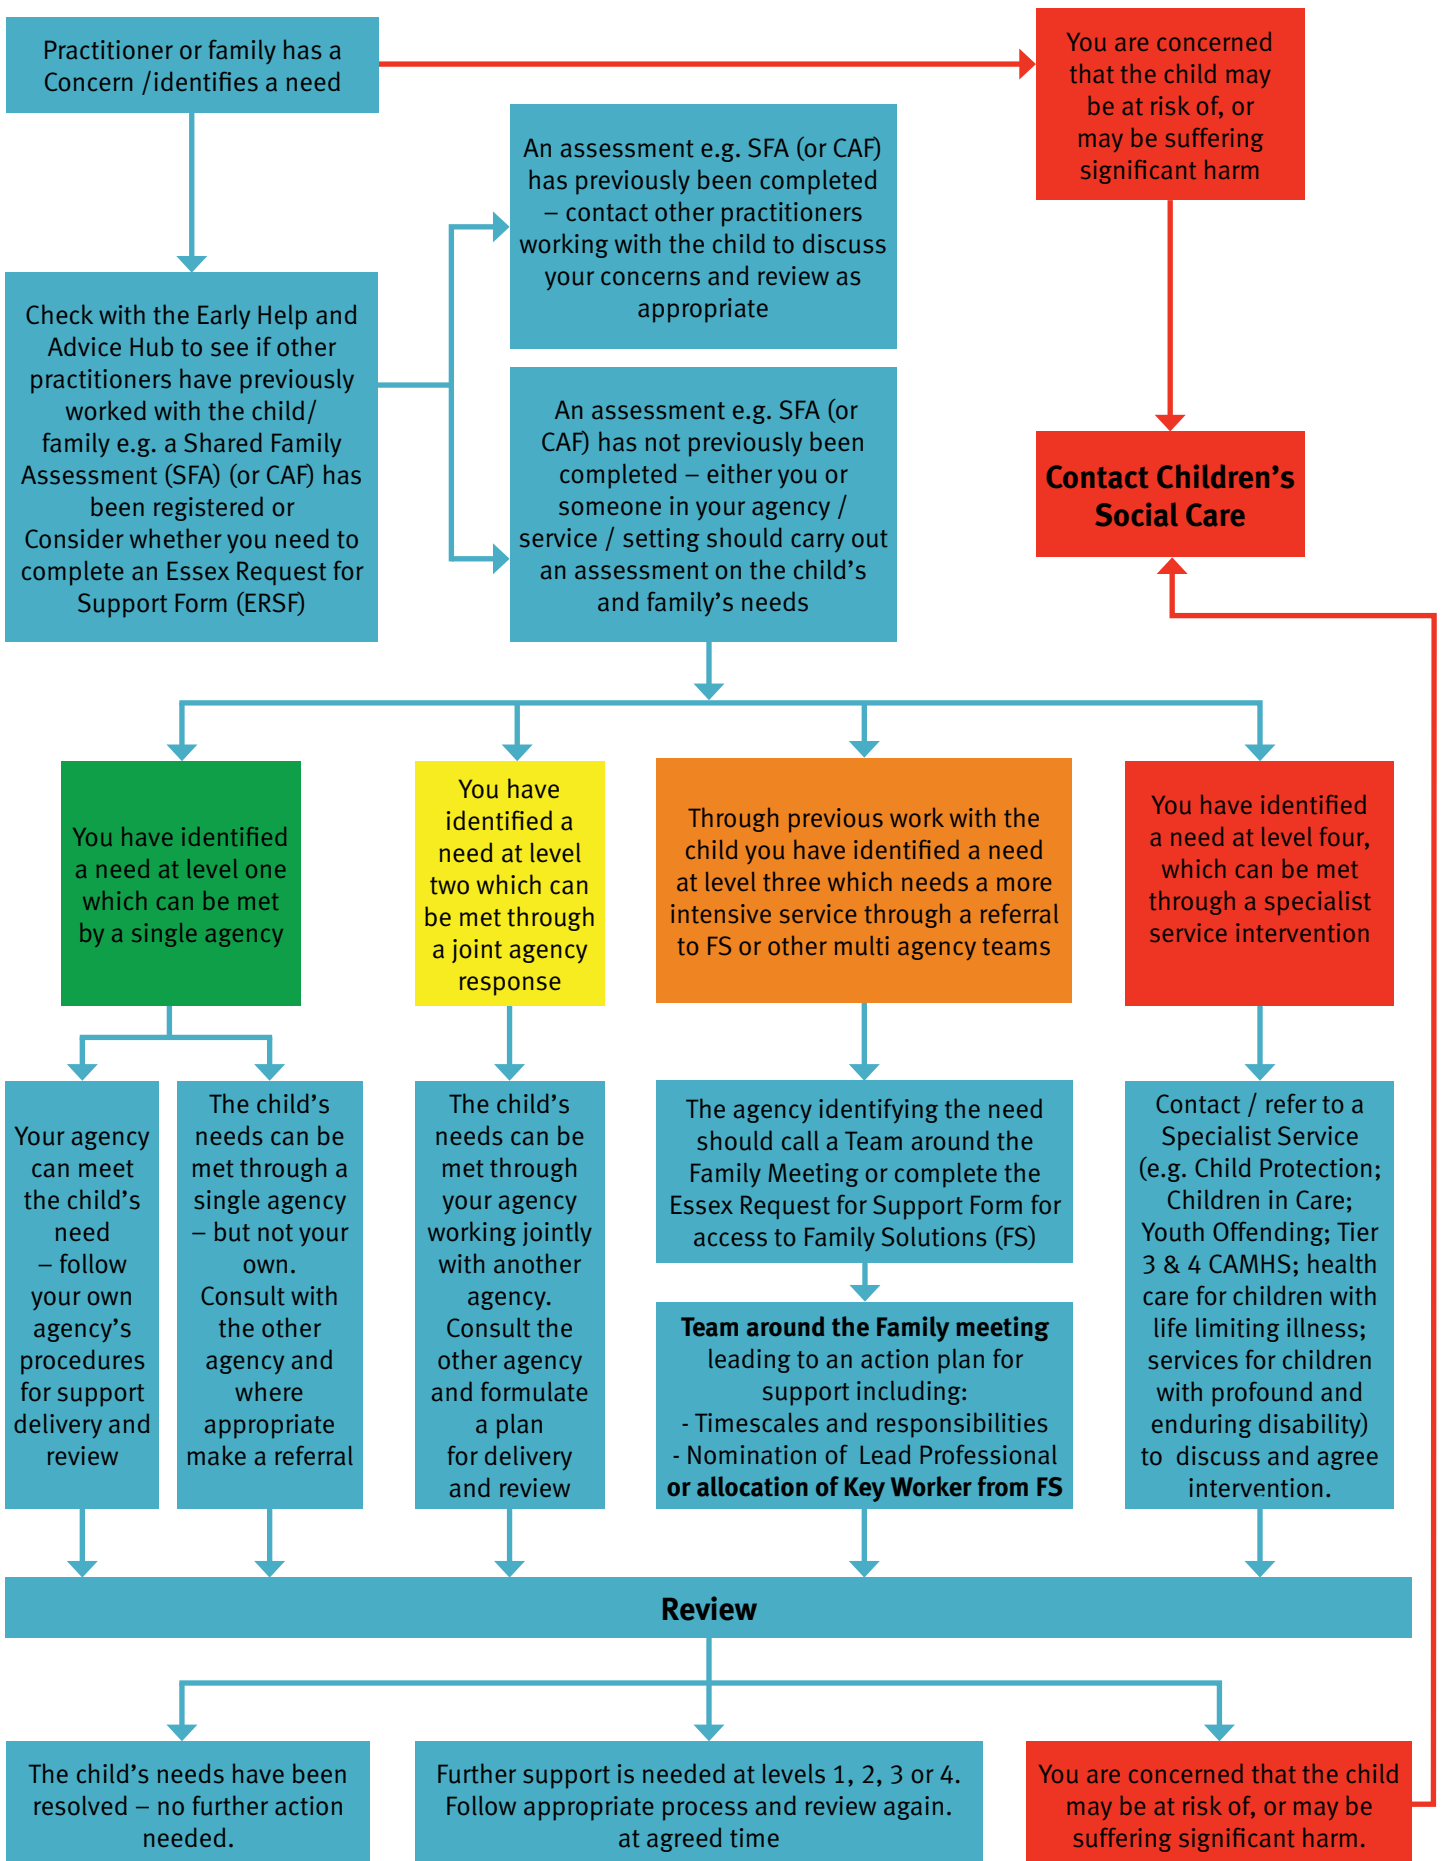 Practitioner or family has a
Concern /identifies a need
You are concerned
that the child may
be at risk of, or
may be suffering
significant harm
An assessment e.g. SFA (or CAF)
has previously been completed
– contact other practitioners
working with the child to discuss
your concerns and review as
appropriate
Check with the Early Help and
Advice Hub to see if other
practitioners have previously
worked with the child/
family e.g. a Shared Family
Assessment (SFA) (or CAF) has
been registered or
Consider whether you need to
complete an Essex Request for
Support Form (ERSF)
An assessment e.g. SFA (or
CAF) has not previously been
completed – either you or
someone in your agency /
service / setting should carry out
an assessment on the child's
and family's needs
Contact Children's
Social Care
You have identified
a need at level one
which can be met
by a single agency
You have
identified a
need at level
two which can
be met through
a joint agency
response
Through previous work with the
child you have identified a need
at level three which needs a more
intensive service through a referral
to FS or other multi agency teams
You have identified
a need at level four,
which can be met
through a specialist
service intervention
Your agency
can meet
the child's
need
– follow
your own
agency's
procedures
for support
delivery and
review
The child's
needs can be
met through a
single agency
– but not your
own.
Consult with
the other
agency and
where
appropriate
make a referral
The child's
needs can be
met through
your agency
working jointly
with another
agency.
Consult the
other agency
and formulate
a plan
for delivery
and review
The agency identifying the need
should call a Team around the
Family Meeting or complete the
Essex Request for Support Form for
access to Family Solutions (FS)
Team around the Family meeting
leading to an action plan for
support including:
- Timescales and responsibilities
- Nomination of Lead Professional
or allocation of Key Worker from FS
Contact / refer to a
Specialist Service
(e.g. Child Protection;
Children in Care;
Youth Offending; Tier
3 & 4 CAMHS; health
care for children with
life limiting illness;
services for children
with profound and
enduring disability)
to discuss and agree
intervention.
Review
The child's needs have been
resolved – no further action
needed.
Further support is needed at levels 1, 2, 3 or 4.
Follow appropriate process and review again.
at agreed time
You are concerned that the child
may be at risk of, or may be
suffering significant harm.